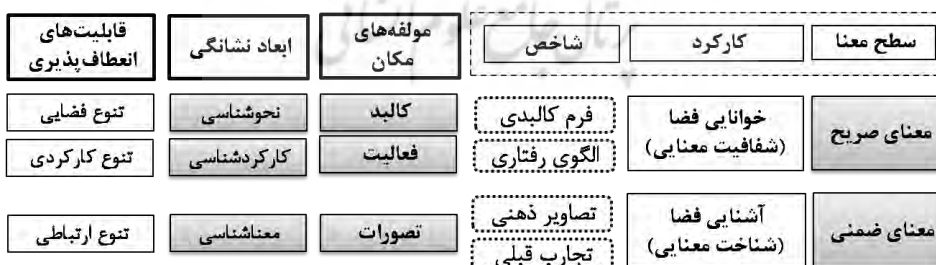 سطح معنا
کارکرد
شاخص
مولفه‌های
مکان
ابعاد نشانگی
قابلیت‌های
انعطاف‌پذیری
معنای صریح
خوانایی فضا
(شفافیت معنایی)
فرم کالبدی
الگوی رفتاری
کالبد
فعالیت
نحوشناسی
کارکردشناسی
تنوع فضایی
تنوع کارکردی
معنای ضمنی
آشنایی فضا
(شناخت معنایی)
تصاویر ذهنی
تجارب قبلی
تصورات
معناشناسی
تنوع ارتباطی